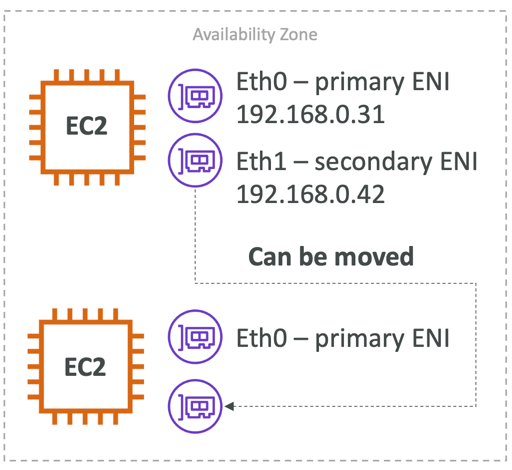 Availability Zone
EC2
Eth0 – primary ENI
192.168.0.31
Eth1 – secondary ENI
192.168.0.42
Can be moved
EC2
Eth0 – primary ENI